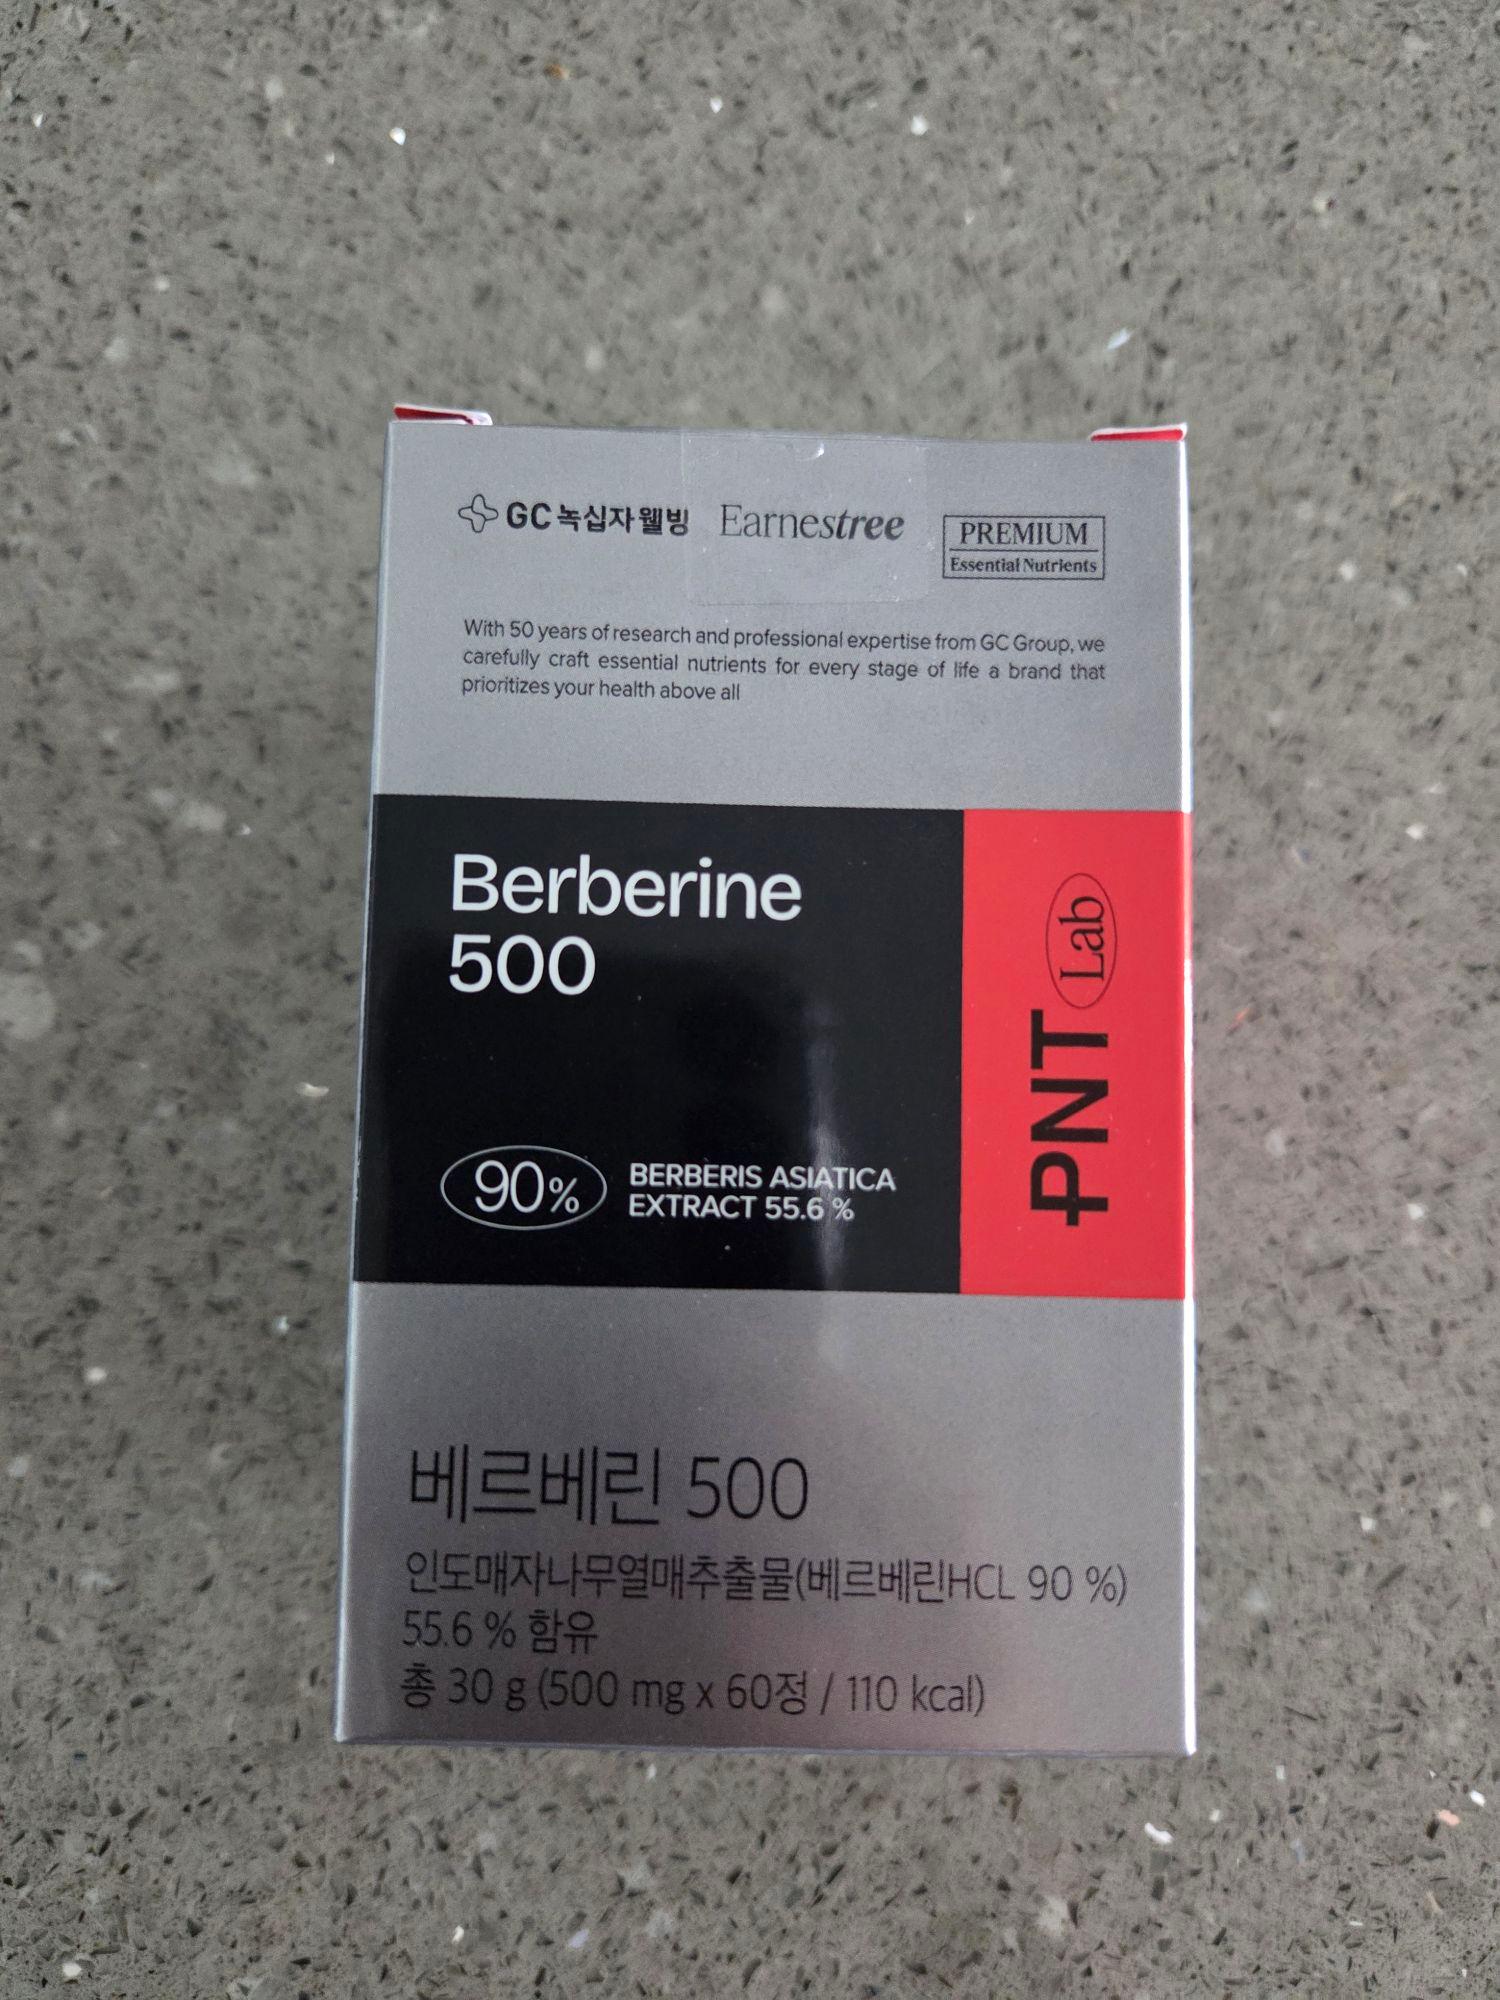 GC녹십자웰빙 Earnestree PREMIUM
Essential Nutrients
With 50 years of research and professional expertise from GC Group, we
carefully craft essential nutrients for every stage of life a brand that
prioritizes your health above all
Berberine
500
90% BERBERIS ASIATICA
EXTRACT 55.6 %
PNT Lab
베르베린 500
인도매자나무열매추출물(베르베린HCL 90 %)
55.6 % 함유
총 30 g (500 mg x 60정 / 110 kcal)